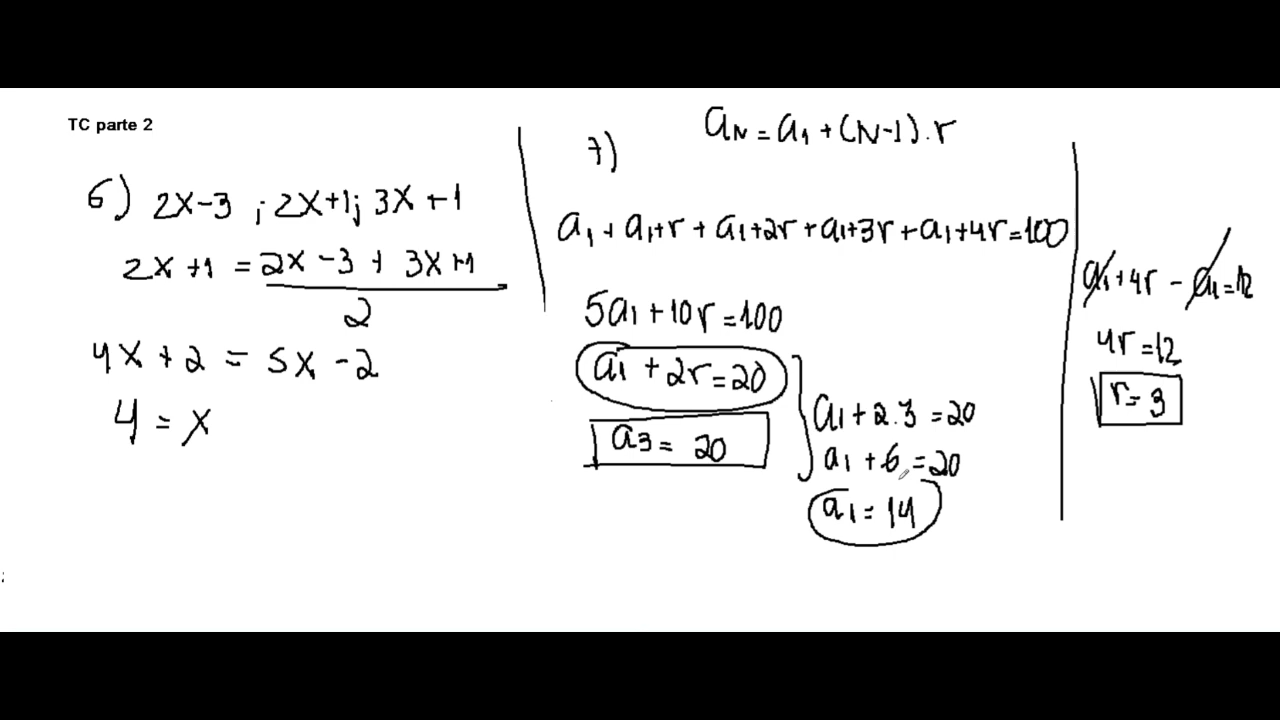 TC parte 2
6) 2x-3 ; 2x+1; 3x+1
2x+1 = 2x-3+3x+1
2
4x+2 = 5x-2
4 = x
7)
aN = a1+(N-1).r
a1+a1+r+a1+2r+a1+3r+a1+4r=100
5a1+10r=100
a1+2r=20
a3= 20
a1+2.3=20
a1+6=20
a1=14
a1+4r-a1=12
4r=12
r=3